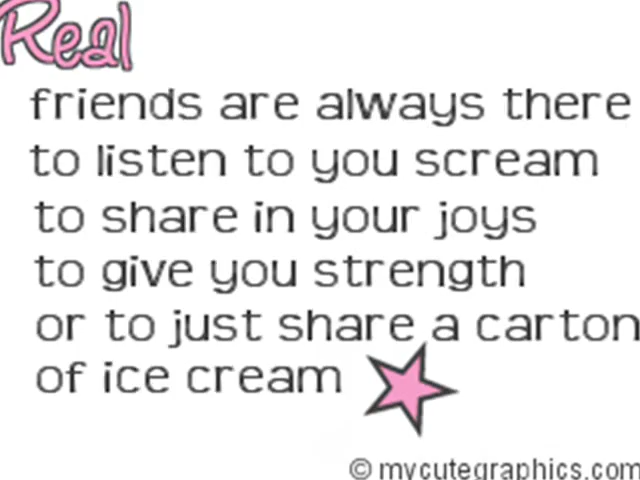 Real
friends are always there
to listen to you scream
to share in your joys
to give you strength
or to just share a carton
of ice cream
© mycutegraphics.com